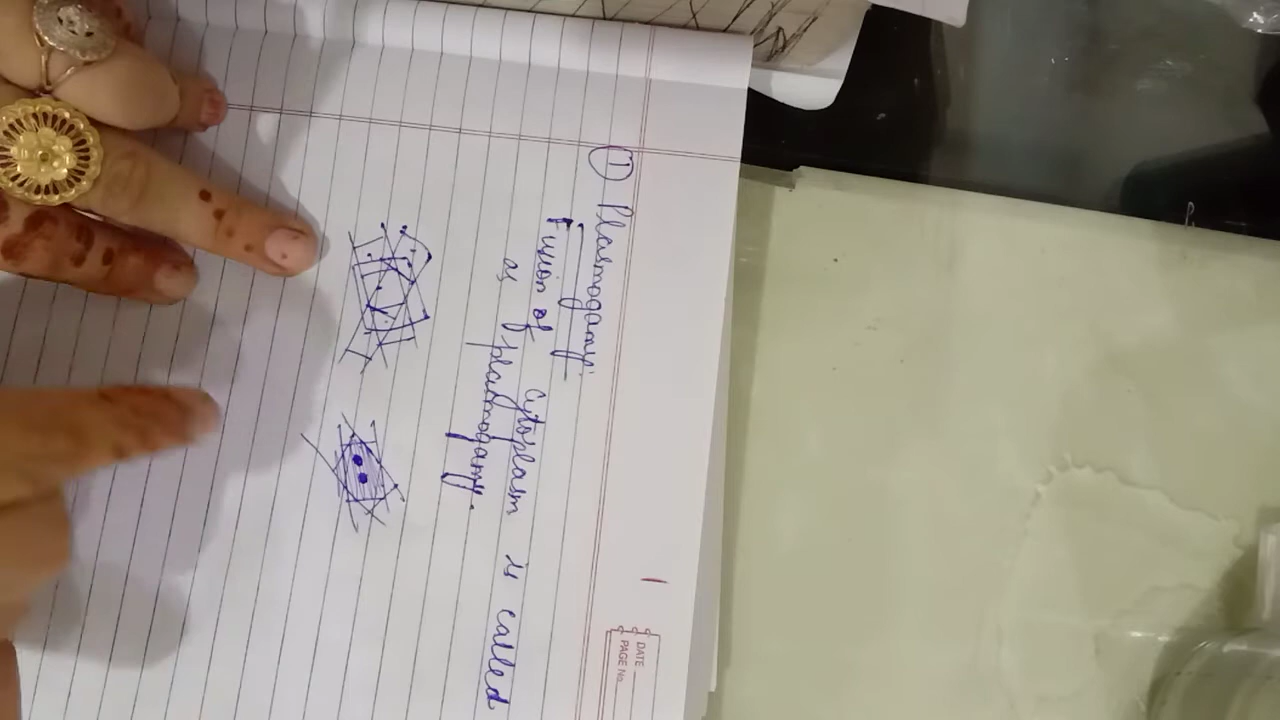 DATE
PAGE No.
① Plasmogamy:
Fusion of cytoplasm is called
as plasmogamy.